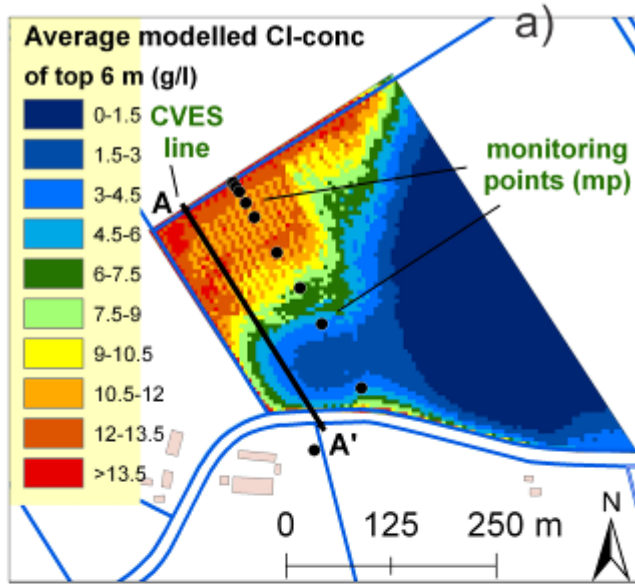 a)
Average modelled Cl-conc
of top 6 m (g/l)
0-1.5
1.5-3
3-4.5
4.5-6
6-7.5
7.5-9
9-10.5
10.5-12
12-13.5
>13.5
CVES
line
A
monitoring
points (mp)
A'
0 125 250 m
N